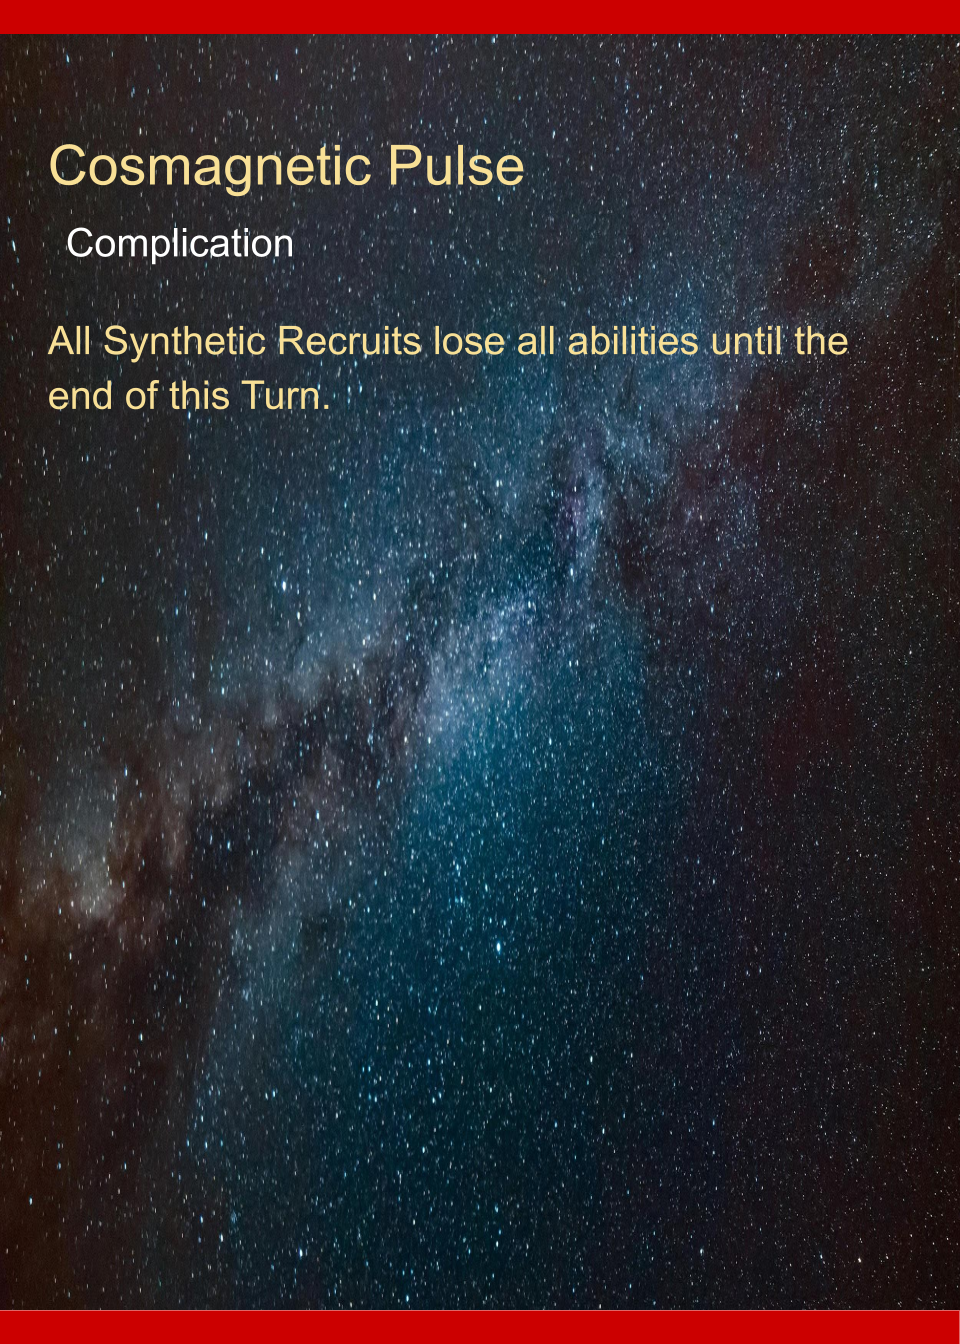 Cosmagnetic Pulse
Complication
All Synthetic Recruits lose all abilities until the
end of this Turn.